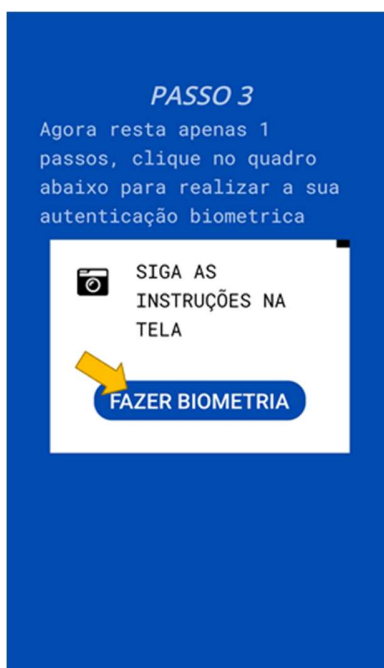 PASSO 3
Agora resta apenas 1
passos, clique no quadro
abaixo para realizar a sua
autenticação biometrica
SIGA AS
INSTRUÇÕES NA
TELA
FAZER BIOMETRIA